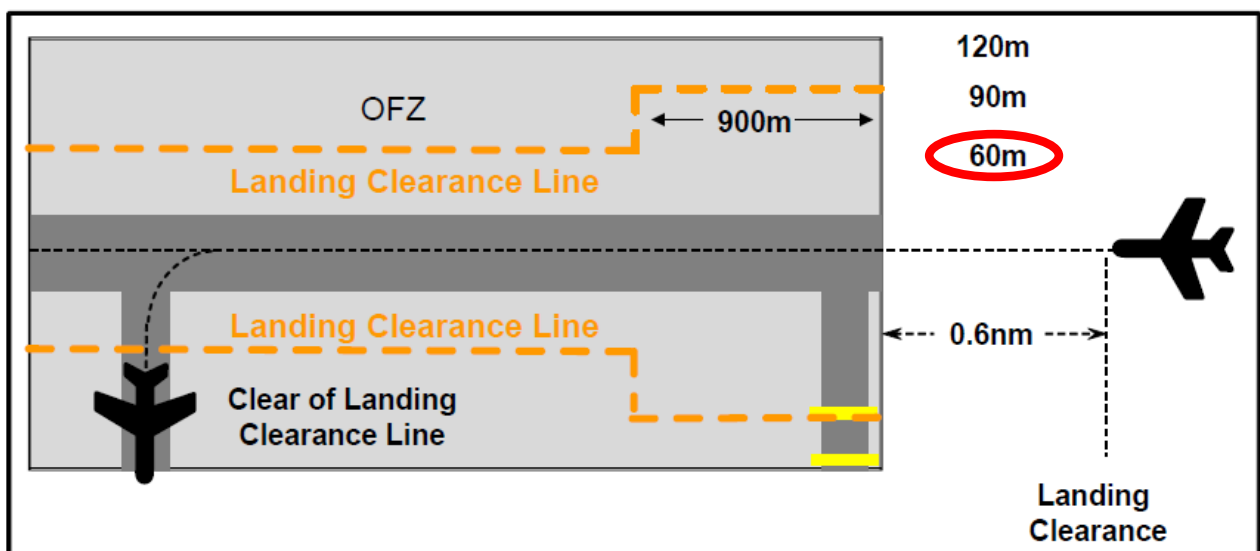 120m
OFZ
90m
900m
60m
Landing Clearance Line
Landing Clearance Line
0.6nm
Clear of Landing
Clearance Line
Landing
Clearance